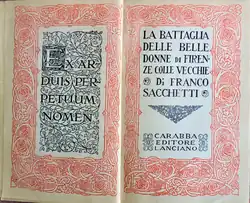 EX AR
DUIS PER
PETUUM
NOMEN
LA BATTAGLIA
DELLE BELLE
DONNE DI FIREN-
ZE COLLE VECCHIE
DI FRANCO
SACCHETTI
CARABBA
EDITORE
LANCIANO